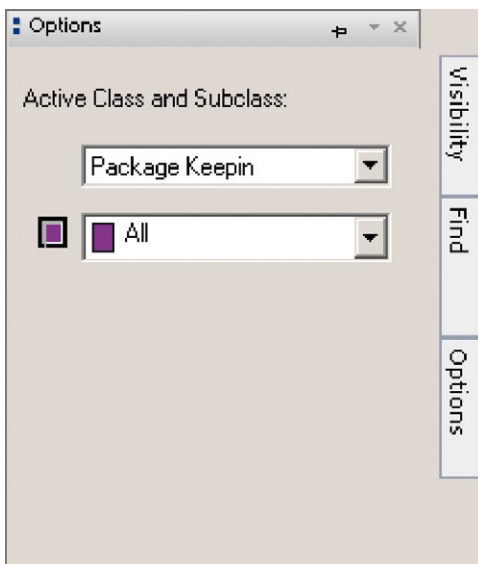 Options
Active Class and Subclass:
Package Keepin
All
Visibility
Find
Options